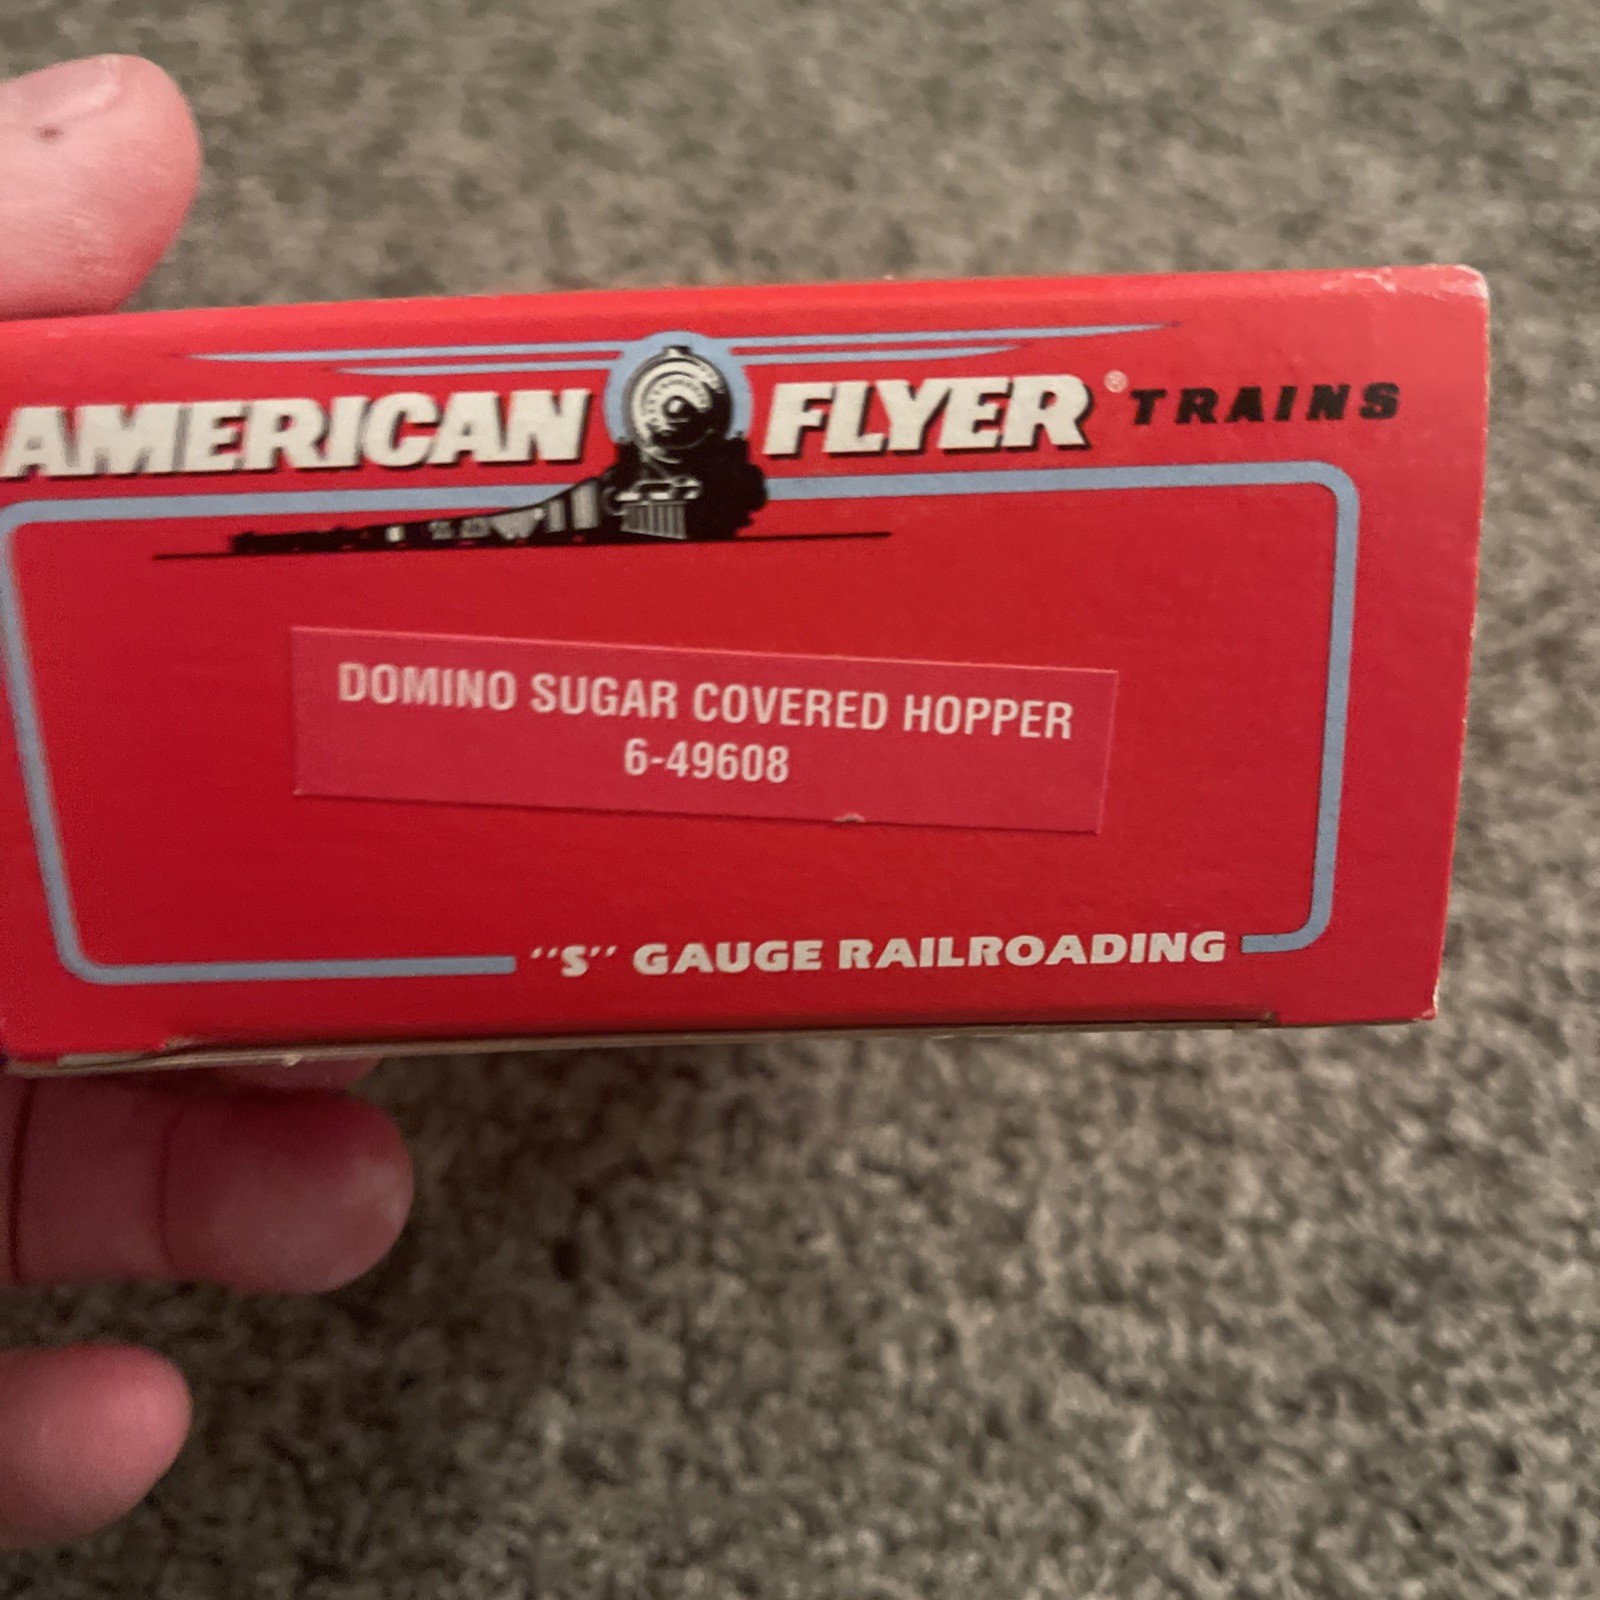 AMERICAN FLYER® TRAINS
DOMINO SUGAR COVERED HOPPER
6-49608
"S" GAUGE RAILROADING